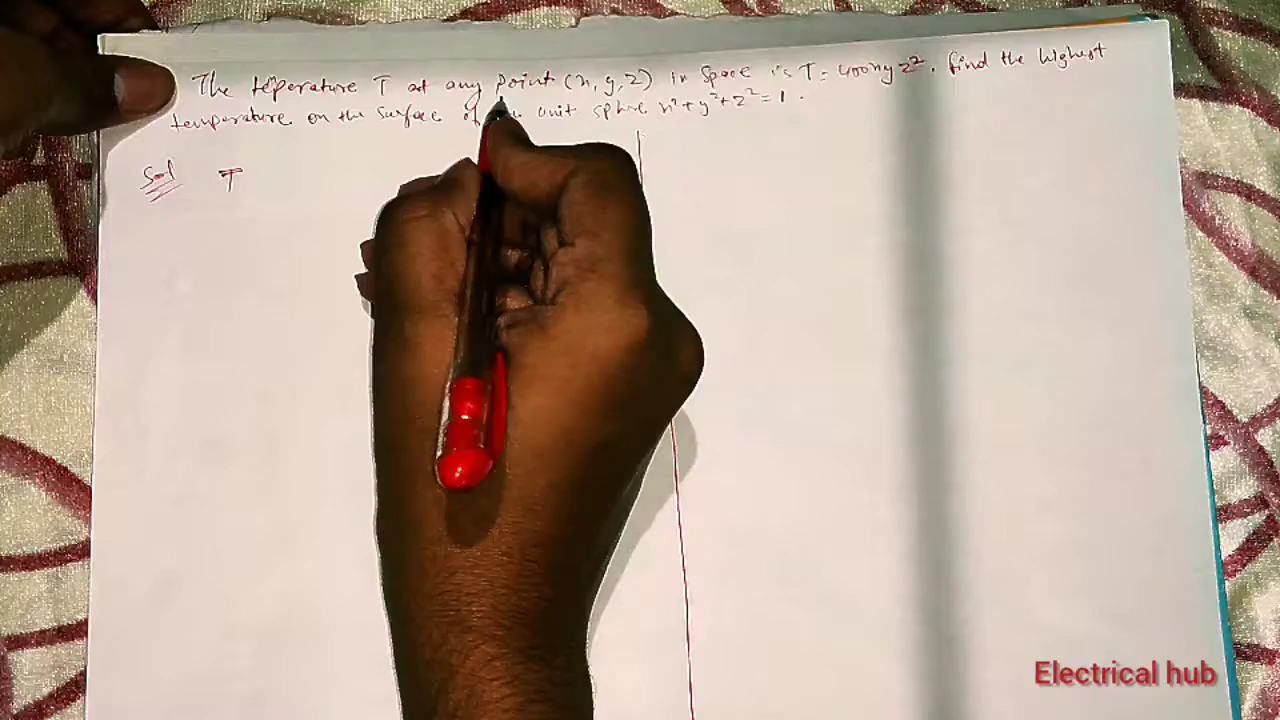 The teperature T at any point (x, y, z) in space is T = 400xyz². find the highest
temperature on the surface of unit sphere x²+y²+z²=1.
Sol T
Electrical hub